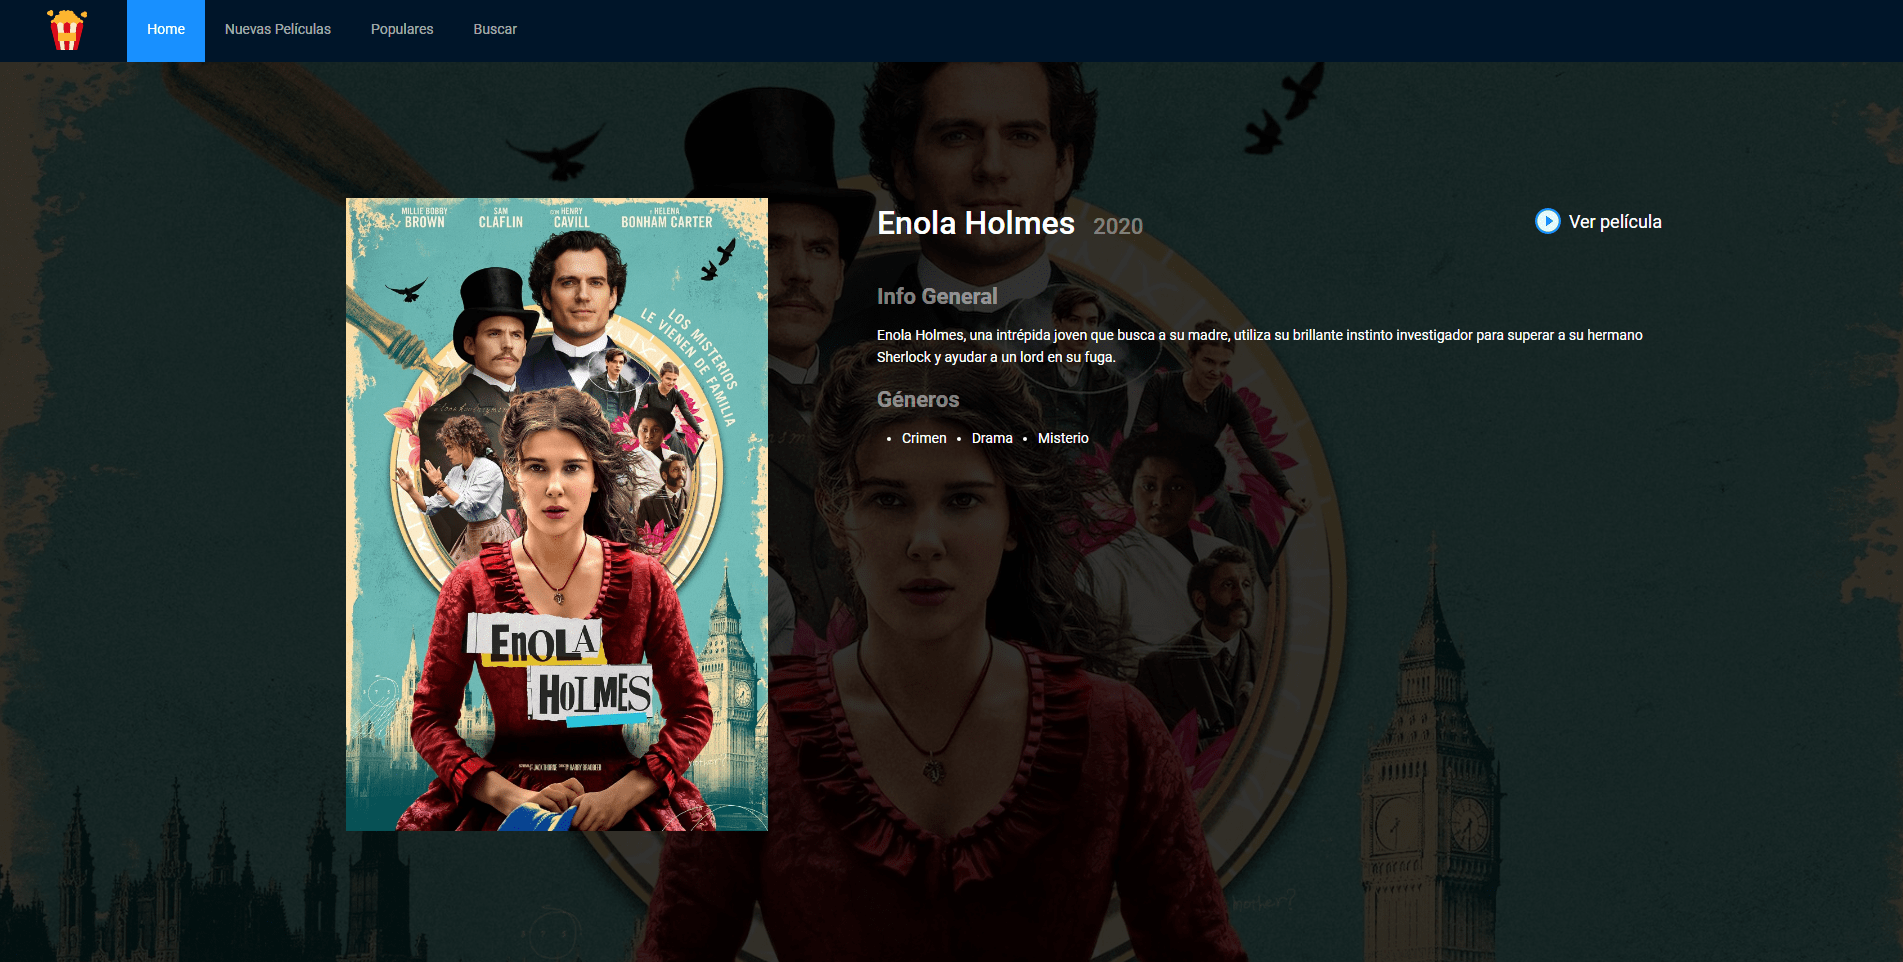 Home
Nuevas Películas
Populares
Buscar
MILLIE BOBBY BROWN
SAM CLAFLIN
HENRY CAVILL
HELENA BONHAM CARTER
LOS MISTERIOS
LE VIENEN DE FAMILIA
EnOLA
HOLMES
Enola Holmes 2020
Ver película
Info General
Enola Holmes, una intrépida joven que busca a su madre, utiliza su brillante instinto investigador para superar a su hermano
Sherlock y ayudar a un lord en su fuga.
Géneros
• Crimen • Drama • Misterio
mother?